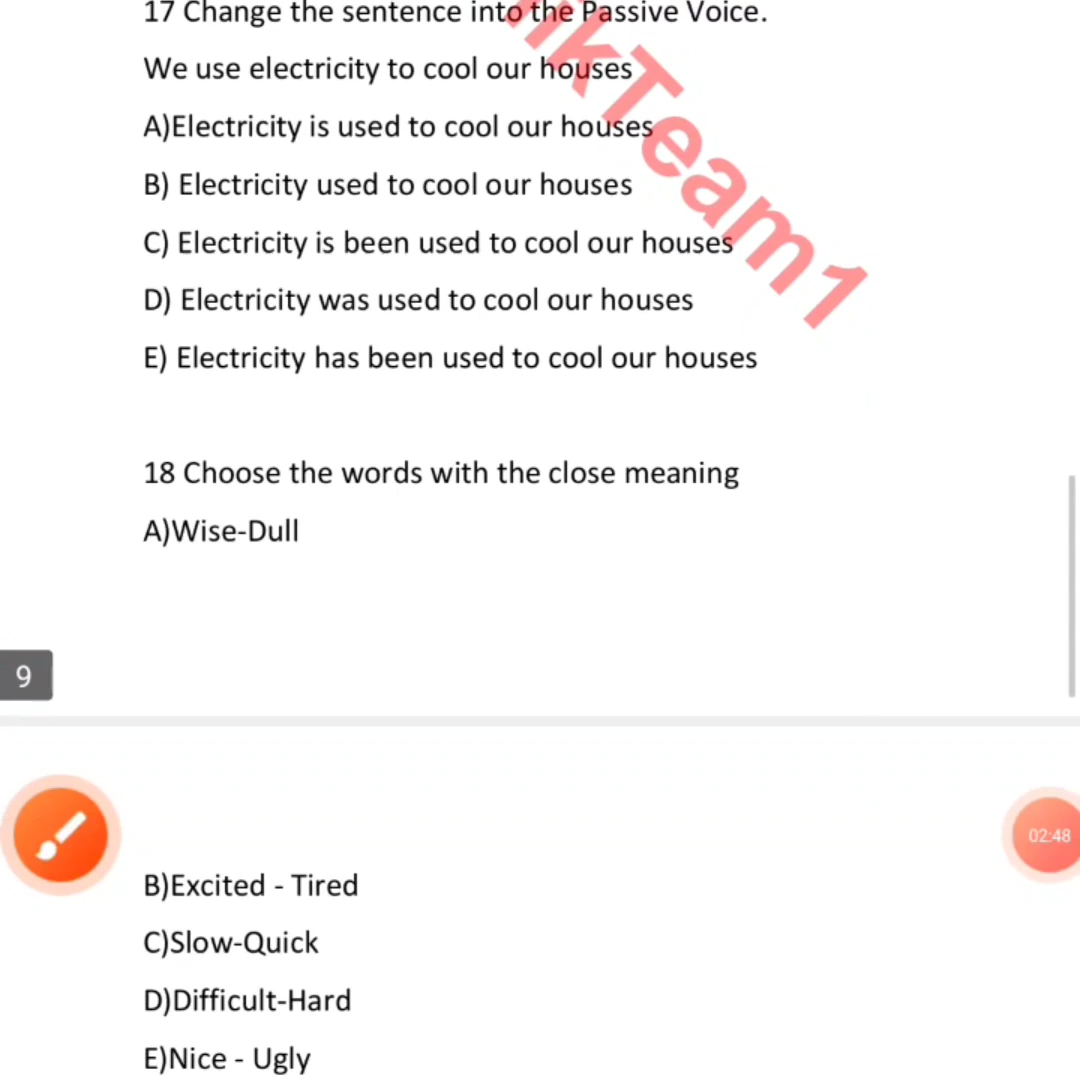 17 Change the sentence into the Passive Voice.
We use electricity to cool our houses
A)Electricity is used to cool our houses
B) Electricity used to cool our houses
C) Electricity is been used to cool our houses
D) Electricity was used to cool our houses
E) Electricity has been used to cool our houses
18 Choose the words with the close meaning
A)Wise-Dull
9
02:48
B)Excited - Tired
C)Slow-Quick
D)Difficult-Hard
E)Nice - Ugly